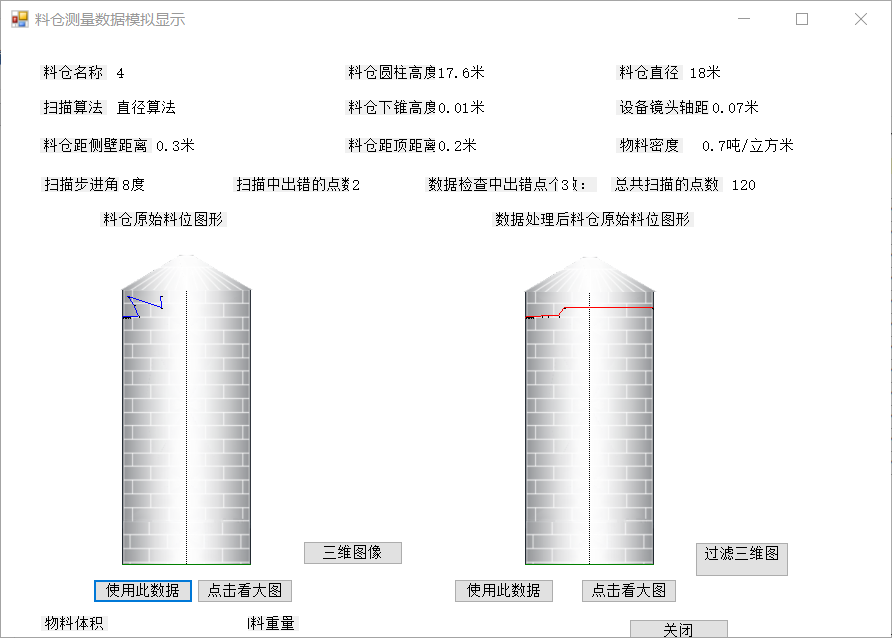 料仓测量数据模拟显示
料仓名称 4 料仓圆柱高度17.6米 料仓直径 18米
扫描算法 直径算法 料仓下锥高度0.01米 设备镜头轴距0.07米
料仓距侧壁距离 0.3米 料仓距顶距离0.2米 物料密度 0.7吨/立方米
扫描步进角8度 扫描中出错的点数2 数据检查中出错点个3 : 总共扫描的点数 120
料仓原始料位图形 数据处理后料仓原始料位图形
三维图像 过滤三维图
使用此数据 点击看大图 使用此数据 点击看大图
物料体积 料重量 关闭